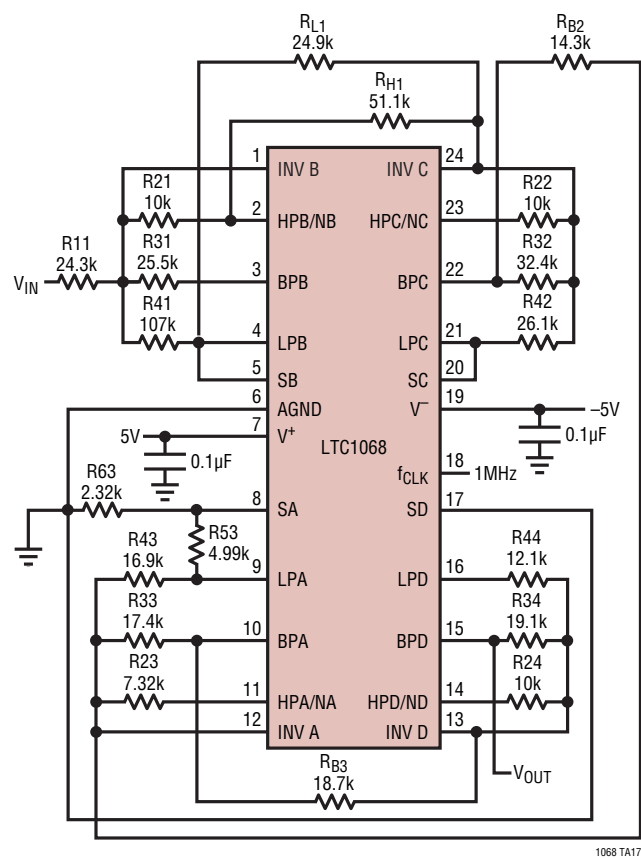 RL1
24.9k
RB2
14.3k
RH1
51.1k
1 INV B INV C 24
R21
10k
2 HPB/NB HPC/NC 23
R22
10k
R11
24.3k
VIN
R31
25.5k
3 BPB BPC 22
R32
32.4k
R41
107k
4 LPB LPC 21
R42
26.1k
5 SB SC 20
6 AGND V– 19 –5V
5V 7 V+
0.1µF
LTC1068
0.1µF
fCLK 18 1MHz
R63
2.32k
8 SA SD 17
R53
4.99k
R43
16.9k
9 LPA LPD 16
R44
12.1k
R33
17.4k
10 BPA BPD 15
R34
19.1k
R23
7.32k
11 HPA/NA HPD/ND 14
R24
10k
12 INV A INV D 13
RB3
18.7k
VOUT
1068 TA17